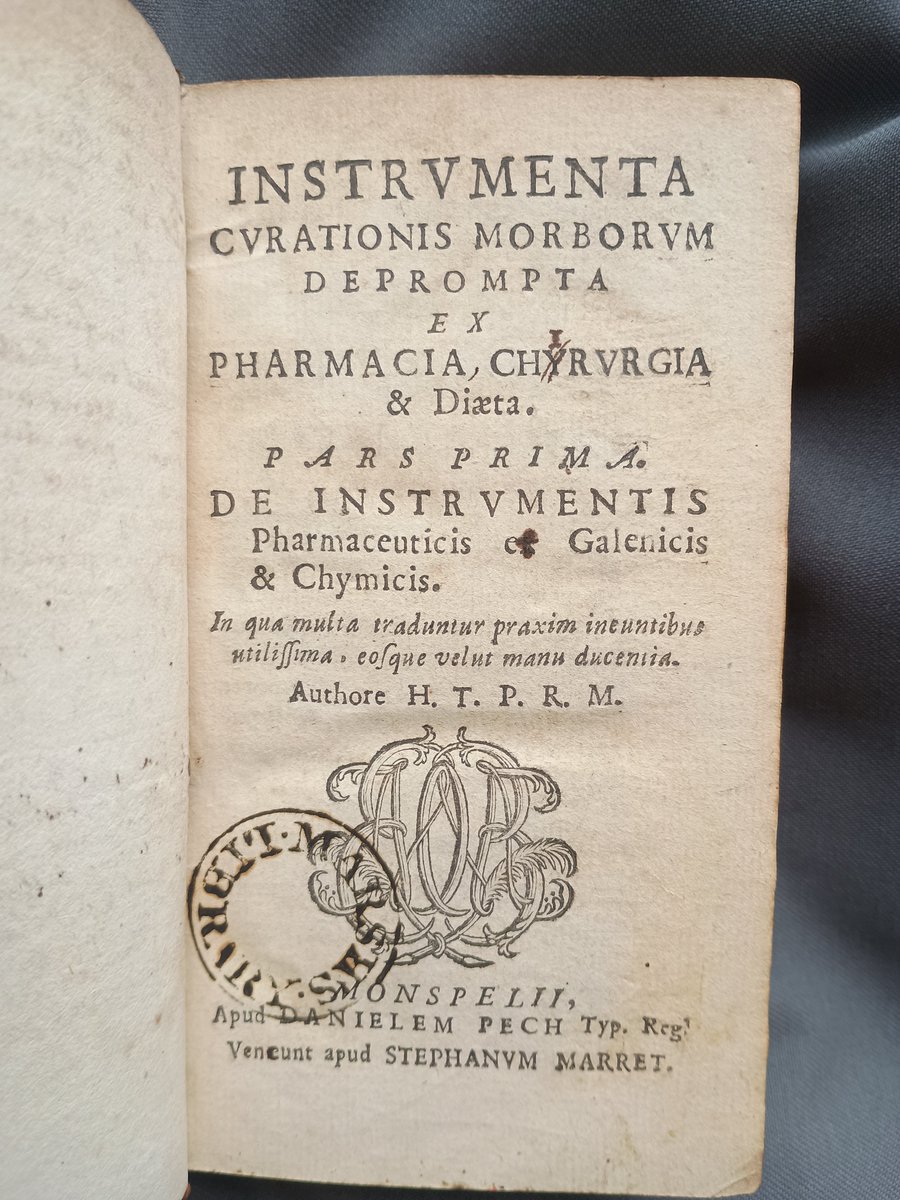 INSTRVMENTA
CVRATIONIS MORBORVM
DEPROMPTA
EX
PHARMACIA, CHYRVRGIA
I
& Diæta.
PARS PRIMA.
DE INSTRVMENTIS
Pharmaceuticis et Galenicis
& Chymicis.
In qua multa traduntur praxim ineuntibus
utilissima, eosque velut manu ducentia.
Authore H. T. P. R. M.
MONSPELII,
Apud DANIELEM PECH Typ. Reg.
Veneunt apud STEPHANVM MARRET.